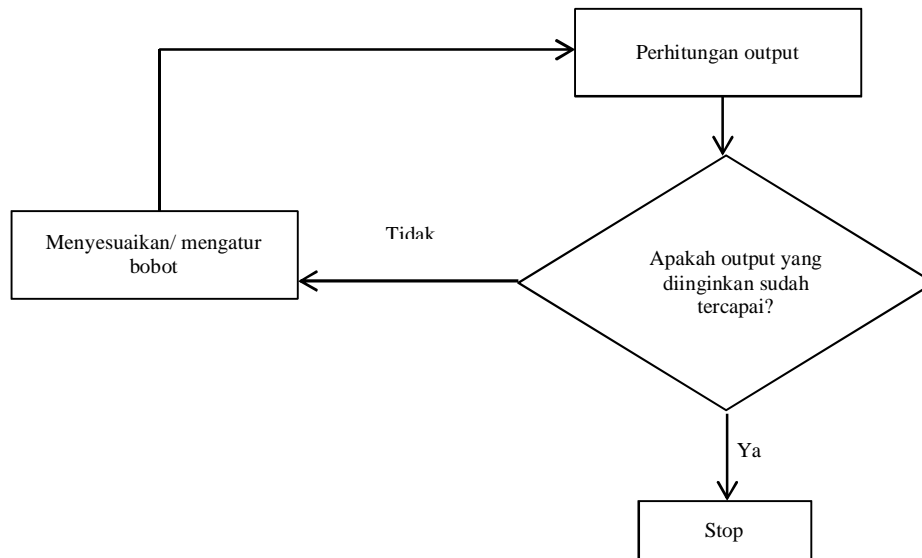 Perhitungan output
Menyesuaikan/ mengatur
bobot
Tidak
Apakah output yang
diinginkan sudah
tercapai?
Ya
Stop